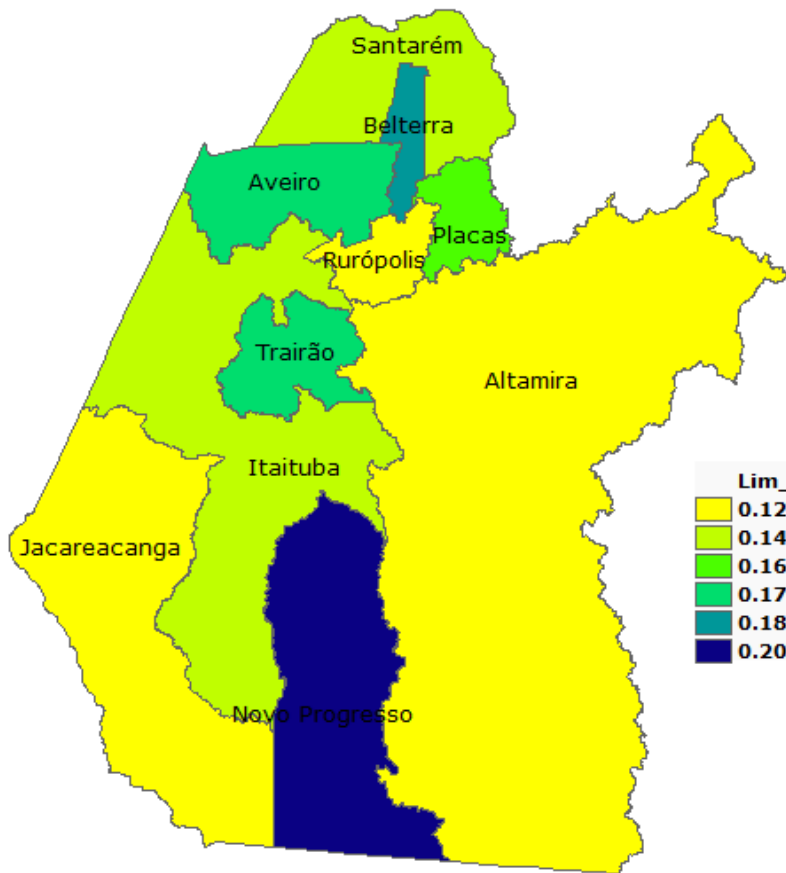 Santarém
Belterra
Aveiro
Placas
Rurópolis
Trairão
Altamira
Itaituba
Lim_
0.12
0.14
Jacareacanga
0.16
0.17
0.18
0.20
Novo Progresso